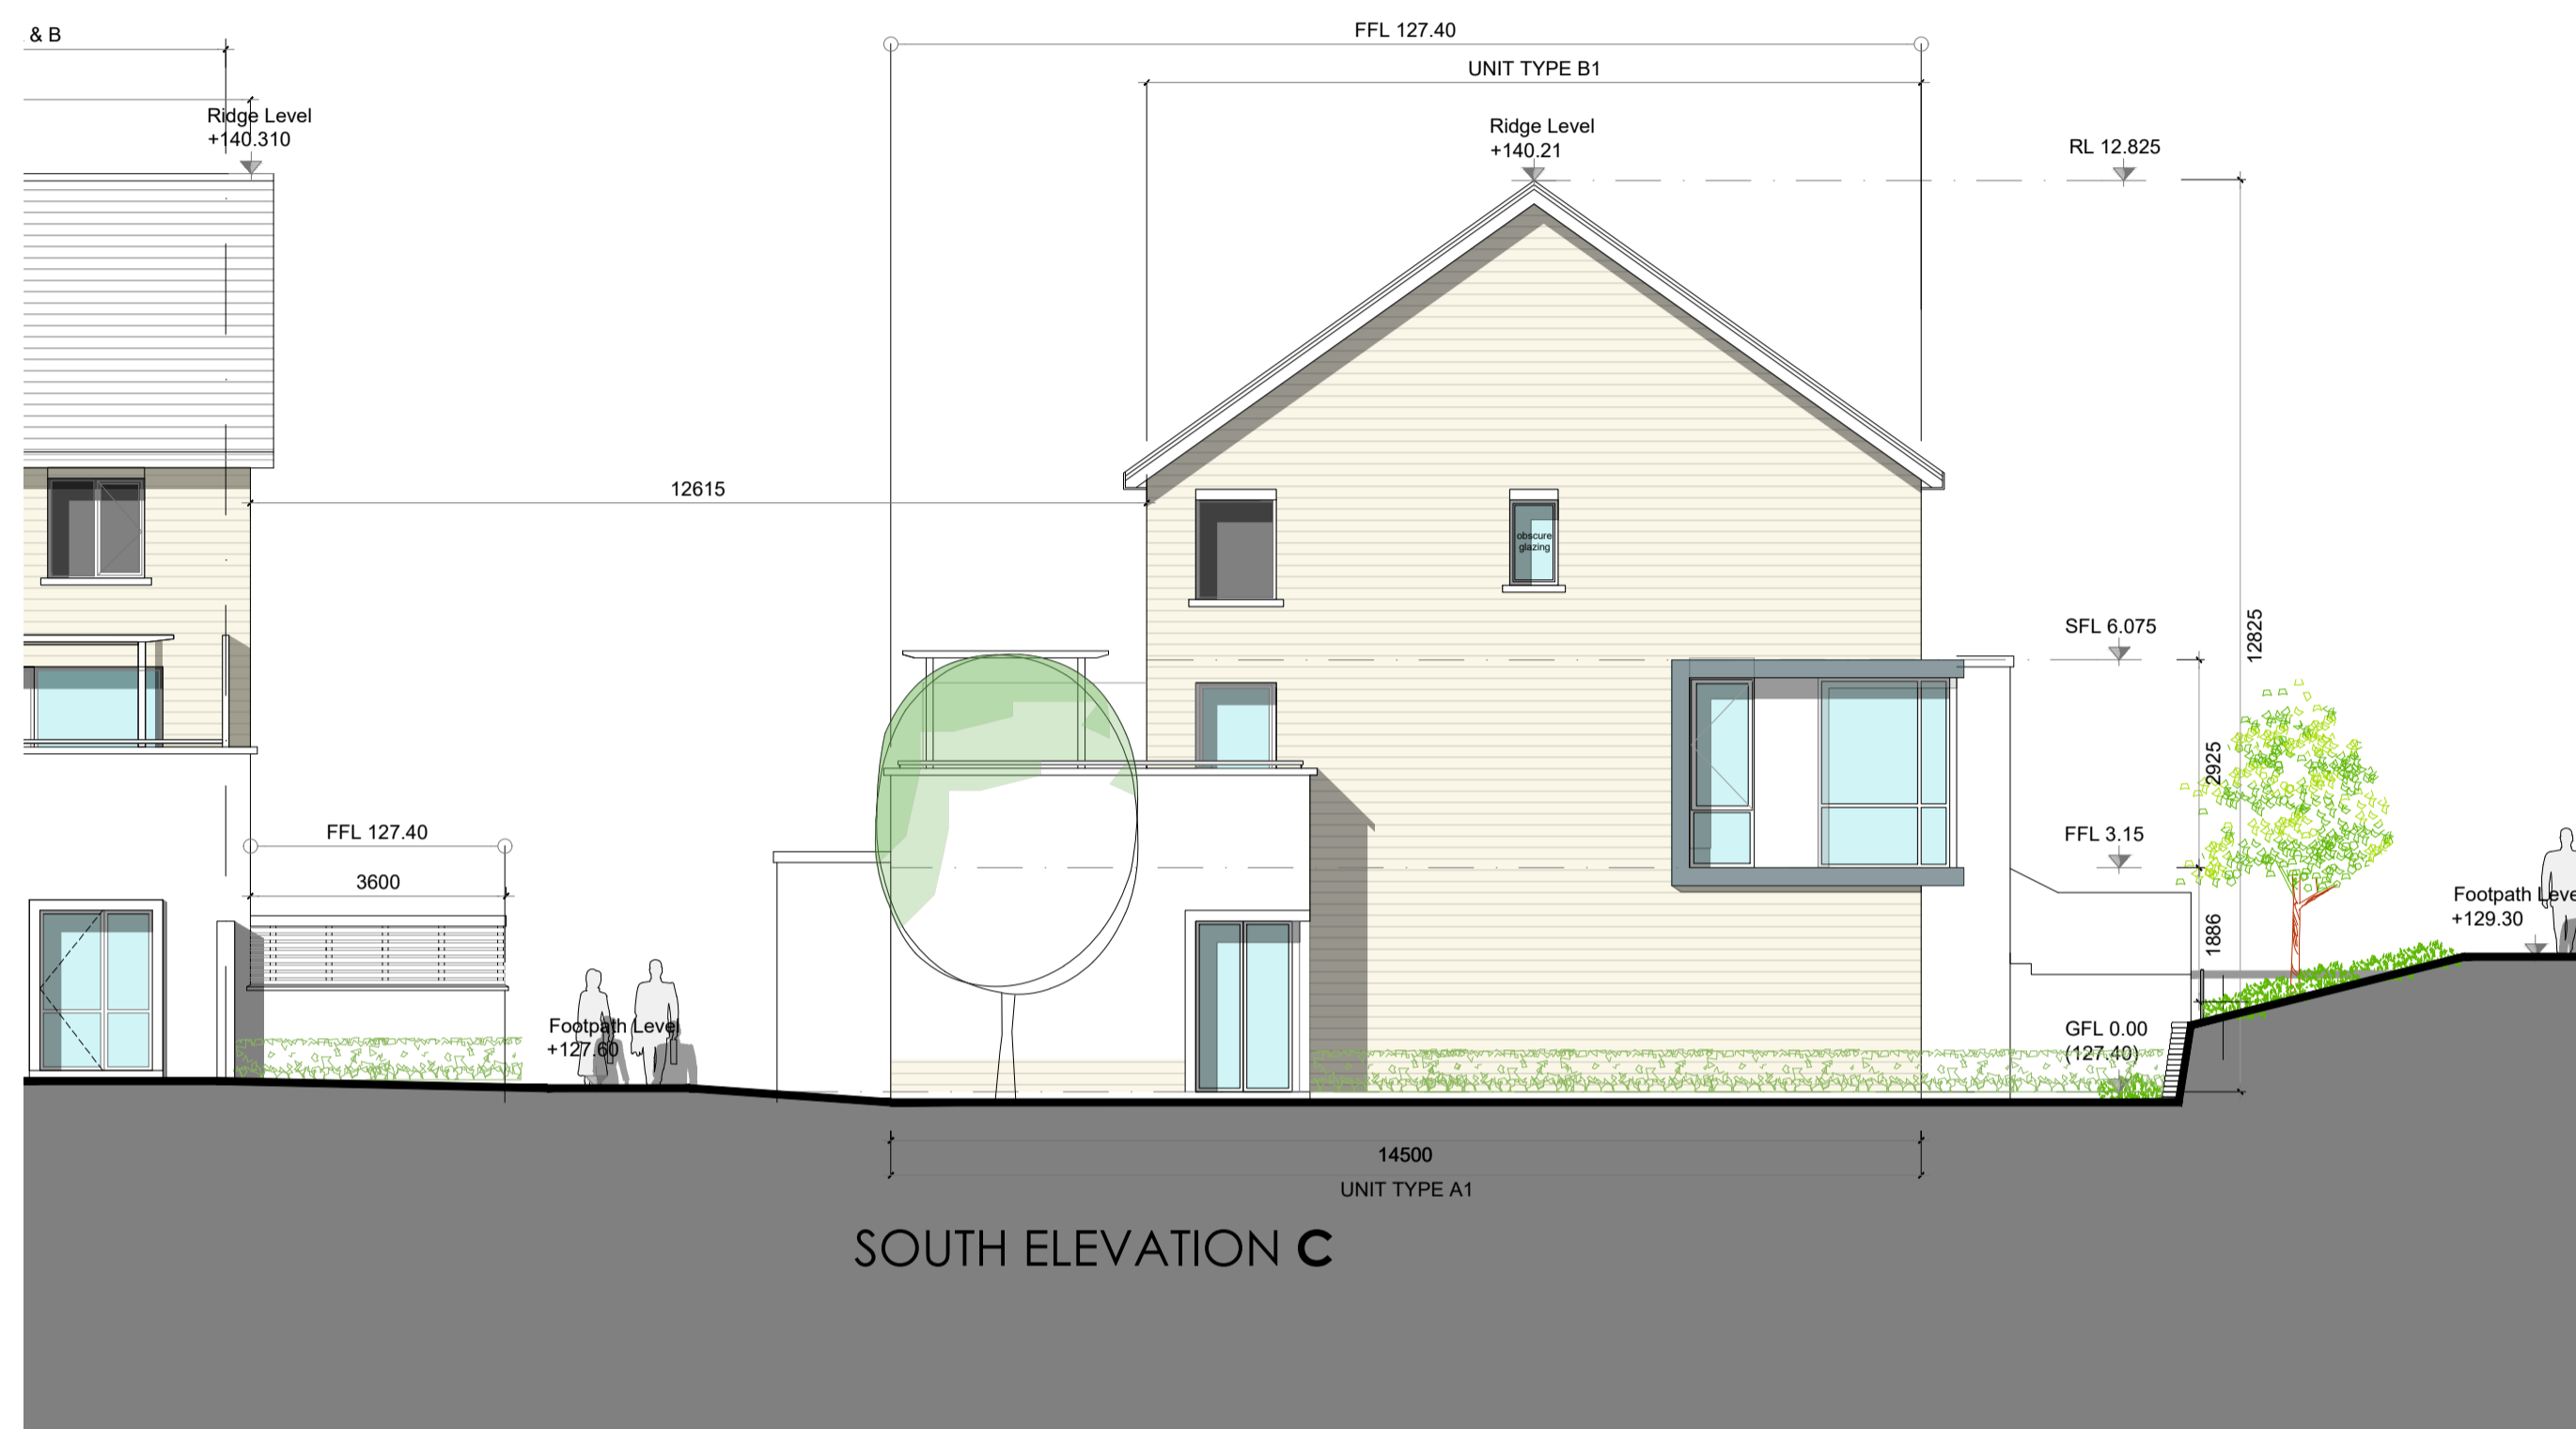 & B
FFL 127.40
UNIT TYPE B1
Ridge Level
+140.310
Ridge Level
+140.21
RL 12.825
12615
obscure
glazing
SFL 6.075
12825
2925
FFL 127.40
FFL 3.15
3600
Footpath Leve
+129.30
1886
Footpath Level
+127.60
GFL 0.00
(127.40)
14500
UNIT TYPE A1
SOUTH ELEVATION C